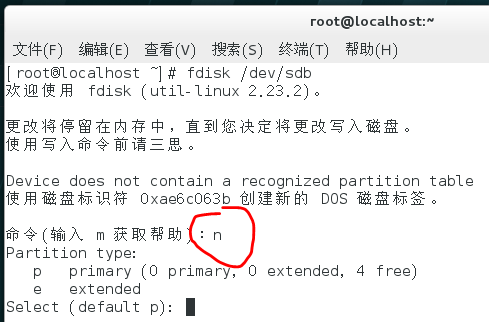 root@localhost:~
文件(F) 编辑(E) 查看(V) 搜索(S) 终端(T) 帮助(H)
[root@localhost ~]# fdisk /dev/sdb
欢迎使用 fdisk (util-linux 2.23.2)。
更改将停留在内存中，直到您决定将更改写入磁盘。
使用写入命令前请三思。
Device does not contain a recognized partition table
使用磁盘标识符 0xae6c063b 创建新的 DOS 磁盘标签。
命令(输入 m 获取帮助)：n
Partition type:
p primary (0 primary, 0 extended, 4 free)
e extended
Select (default p):